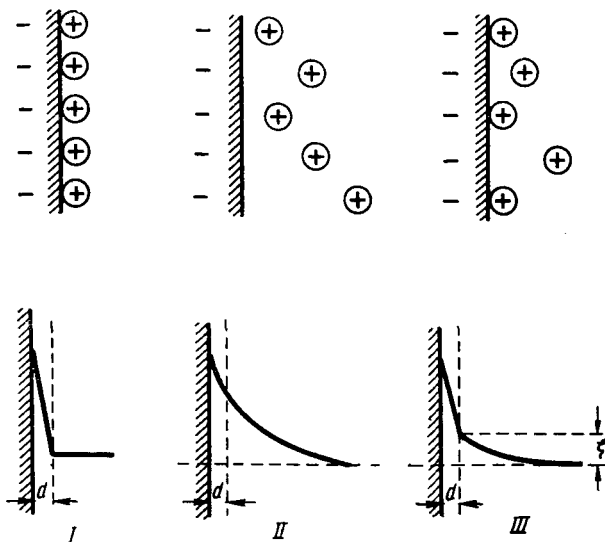 – + – + – +
– + – + – +
– + – + – +
– + – + – +
– + – + – +
d d d
I II III